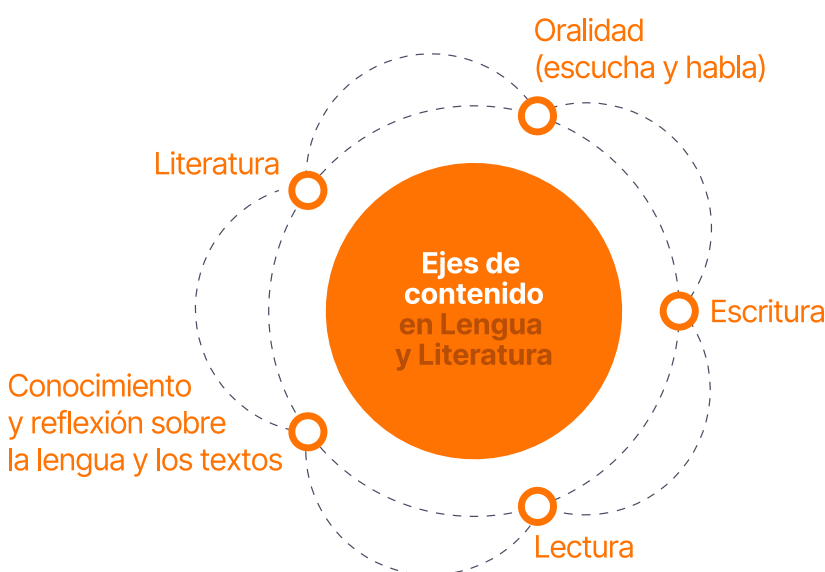 Oralidad
(escucha y habla)
Literatura
Ejes de
contenido
en Lengua
y Literatura
Escritura
Conocimiento
y reflexión sobre
la lengua y los textos
Lectura